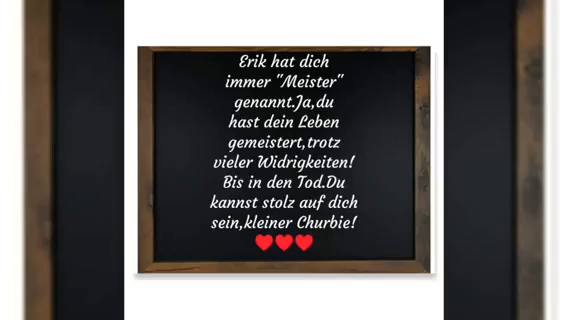 Erik hat dich
immer "Meister"
genannt.Ja,du
hast dein Leben
gemeistert,trotz
vieler Widrigkeiten!
Bis in den Tod.Du
kannst stolz auf dich
sein,kleiner Churbie!
♥♥♥